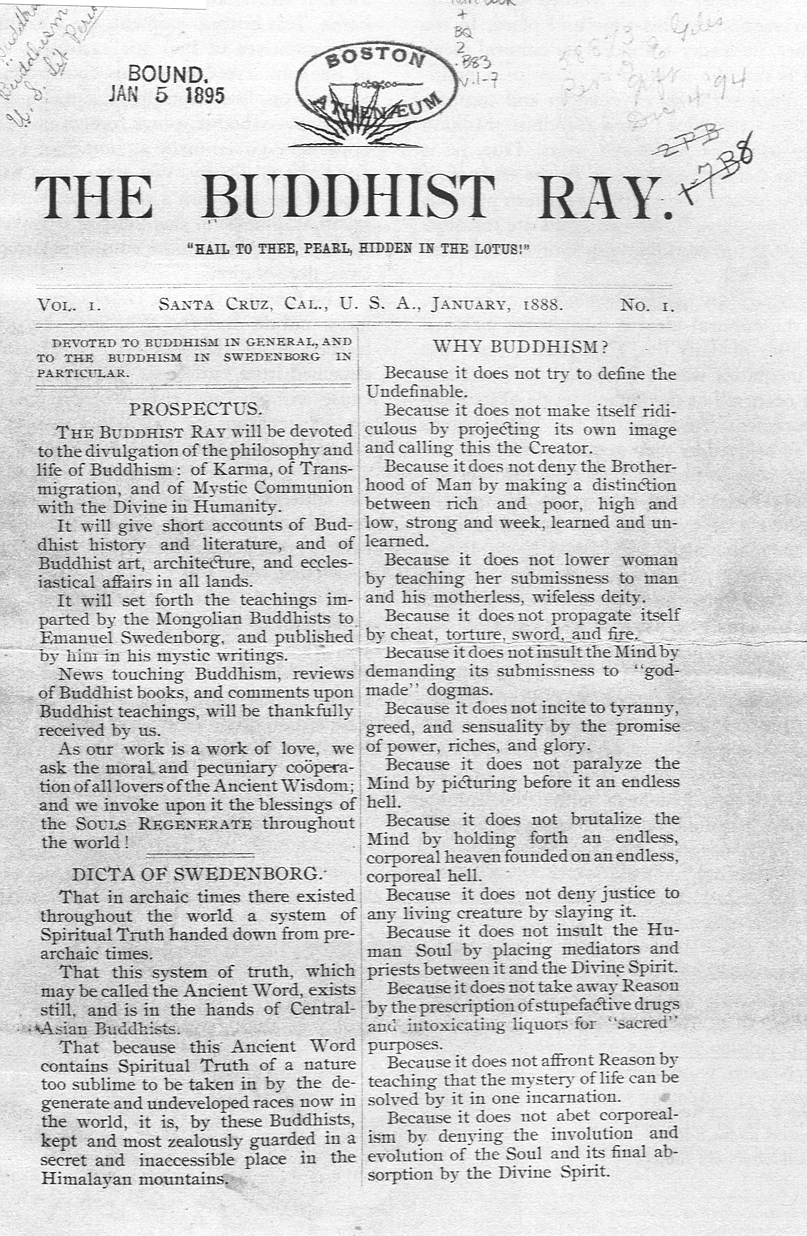 BOUND.
JAN 5 1895
BOSTON
ATHENÆUM
+
BQ
2
.B83
v.1-7
2PB
+7B8
THE BUDDHIST RAY.
"HAIL TO THEE, PEARL, HIDDEN IN THE LOTUS!"
VOL. 1. SANTA CRUZ, CAL., U. S. A., JANUARY, 1888. NO. 1.
DEVOTED TO BUDDHISM IN GENERAL, AND
TO THE BUDDHISM IN SWEDENBORG IN
PARTICULAR.
PROSPECTUS.
THE BUDDHIST RAY will be devoted
to the divulgation of the philosophy and
life of Buddhism: of Karma, of Trans-
migration, and of Mystic Communion
with the Divine in Humanity.
It will give short accounts of Bud-
dhist history and literature, and of
Buddhist art, architecture, and eccles-
iastical affairs in all lands.
It will set forth the teachings im-
parted by the Mongolian Buddhists to
Emanuel Swedenborg, and published
by him in his mystic writings.
News touching Buddhism, reviews
of Buddhist books, and comments upon
Buddhist teachings, will be thankfully
received by us.
As our work is a work of love, we
ask the moral and pecuniary coöpera-
tion of all lovers of the Ancient Wisdom;
and we invoke upon it the blessings of
the SOULS REGENERATE throughout
the world!
DICTA OF SWEDENBORG.
That in archaic times there existed
throughout the world a system of
Spiritual Truth handed down from pre-
archaic times.
That this system of truth, which
may be called the Ancient Word, exists
still, and is in the hands of Central-
Asian Buddhists.
That because this Ancient Word
contains Spiritual Truth of a nature
too sublime to be taken in by the de-
generate and undeveloped races now in
the world, it is, by these Buddhists,
kept and most zealously guarded in a
secret and inaccessible place in the
Himalayan mountains.
WHY BUDDHISM?
Because it does not try to define the
Undefinable.
Because it does not make itself ridi-
culous by projecting its own image
and calling this the Creator.
Because it does not deny the Brother-
hood of Man by making a distinction
between rich and poor, high and
low, strong and week, learned and un-
learned.
Because it does not lower woman
by teaching her submissness to man
and his motherless, wifeless deity.
Because it does not propagate itself
by cheat, torture, sword, and fire.
Because it does not insult the Mind by
demanding its submissness to "god-
made" dogmas.
Because it does not incite to tyranny,
greed, and sensuality by the promise
of power, riches, and glory.
Because it does not paralyze the
Mind by picturing before it an endless
hell.
Because it does not brutalize the
Mind by holding forth an endless,
corporeal heaven founded on an endless,
corporeal hell.
Because it does not deny justice to
any living creature by slaying it.
Because it does not insult the Hu-
man Soul by placing mediators and
priests between it and the Divine Spirit.
Because it does not take away Reason
by the prescription of stupefactive drugs
and intoxicating liquors for "sacred"
purposes.
Because it does not affront Reason by
teaching that the mystery of life can be
solved by it in one incarnation.
Because it does not abet corporeal-
ism by denying the involution and
evolution of the Soul and its final ab-
sorption by the Divine Spirit.